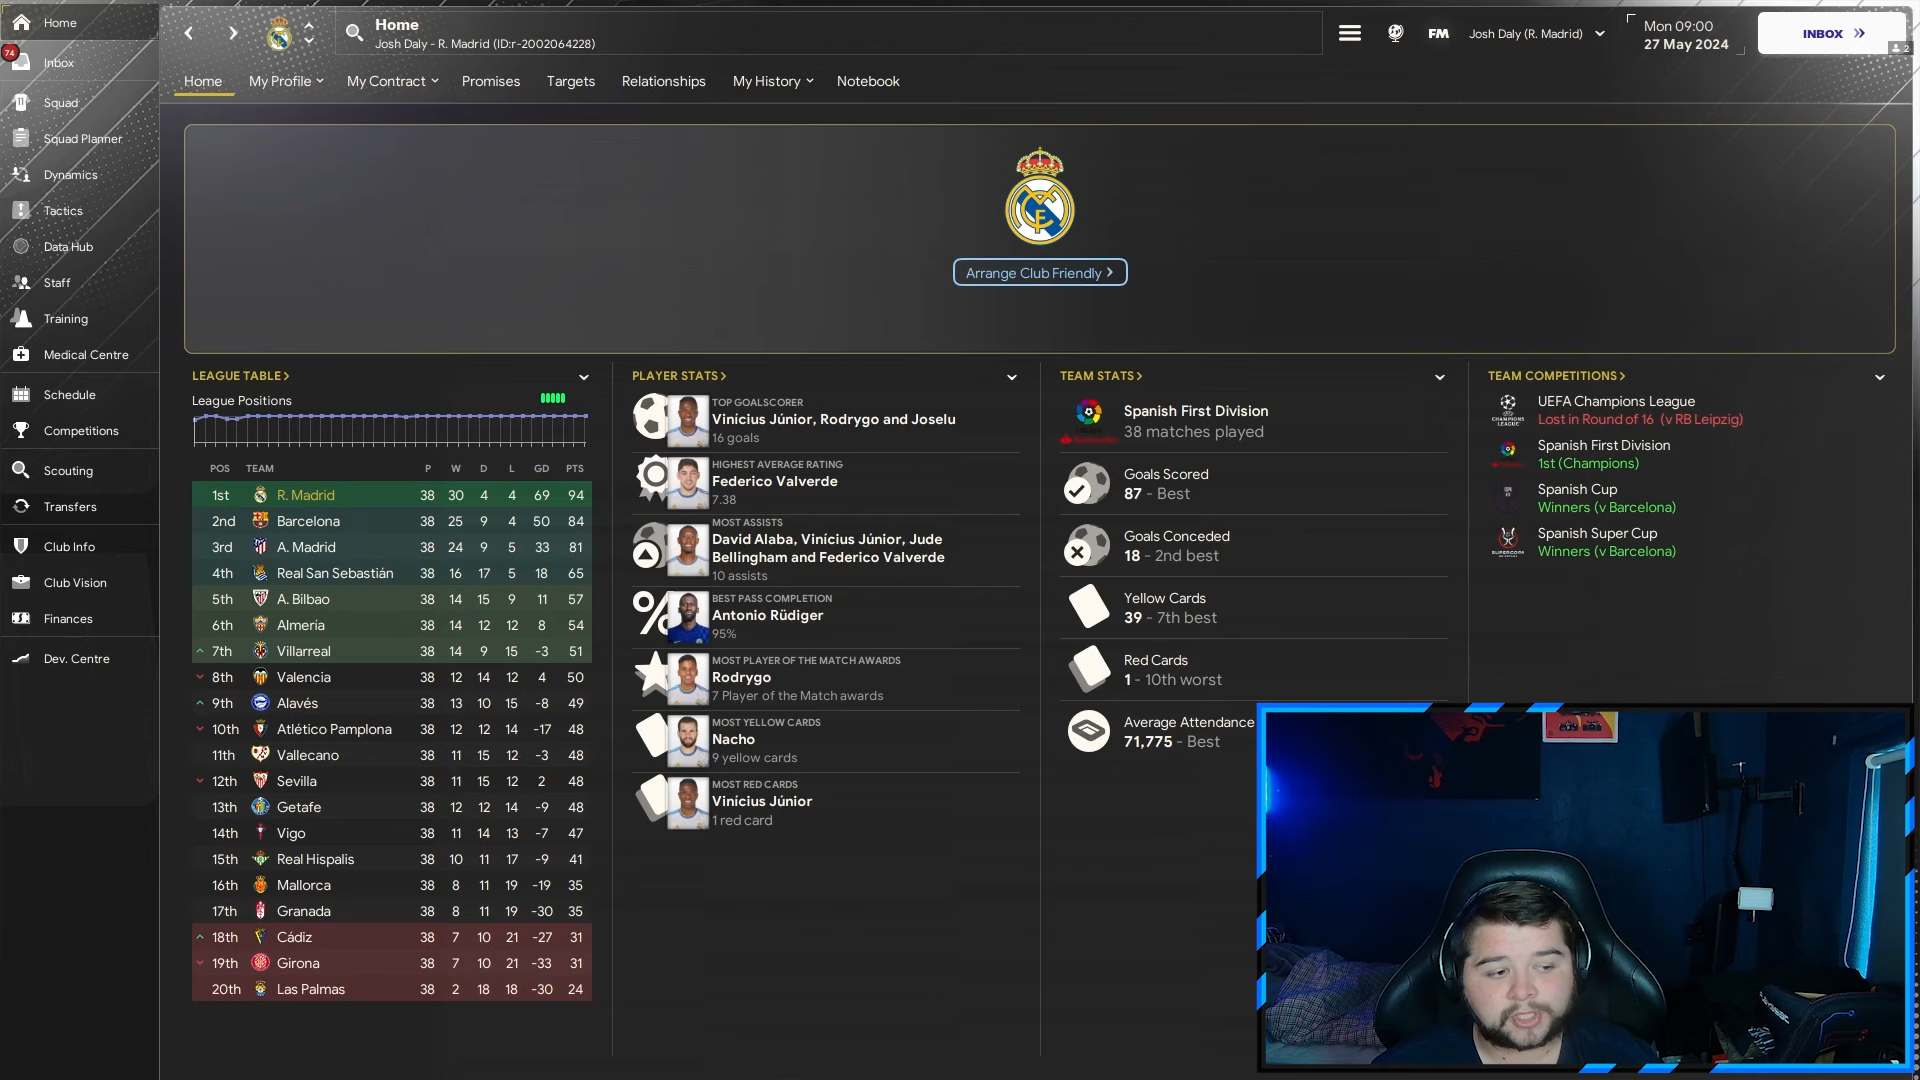 Home
Josh Daly - R. Madrid (ID:r-2002064228)
FM
Josh Daly (R. Madrid)
Mon 09:00
27 May 2024
INBOX
2
Home
74
Inbox
Squad
Squad Planner
Dynamics
Tactics
Data Hub
Staff
Training
Medical Centre
Schedule
Competitions
Scouting
Transfers
Club Info
Club Vision
Finances
Dev. Centre
Home
My Profile
My Contract
Promises
Targets
Relationships
My History
Notebook
Arrange Club Friendly >
LEAGUE TABLE >
League Positions
POS TEAM P W D L GD PTS
1st R. Madrid 38 30 4 4 69 94
2nd Barcelona 38 25 9 4 50 84
3rd A. Madrid 38 24 9 5 33 81
4th Real San Sebastián 38 16 17 5 18 65
5th A. Bilbao 38 14 15 9 11 57
6th Almería 38 14 12 12 8 54
7th Villarreal 38 14 9 15 -3 51
8th Valencia 38 12 14 12 4 50
9th Alavés 38 13 10 15 -8 49
10th Atlético Pamplona 38 12 12 14 -17 48
11th Vallecano 38 11 15 12 -3 48
12th Sevilla 38 11 15 12 2 48
13th Getafe 38 12 12 14 -9 48
14th Vigo 38 11 14 13 -7 47
15th Real Hispalis 38 10 11 17 -9 41
16th Mallorca 38 8 11 19 -19 35
17th Granada 38 8 11 19 -30 35
18th Cádiz 38 7 10 21 -27 31
19th Girona 38 7 10 21 -33 31
20th Las Palmas 38 2 18 18 -30 24
PLAYER STATS >
TOP GOALSCORER
Vinícius Júnior, Rodrygo and Joselu
16 goals
HIGHEST AVERAGE RATING
Federico Valverde
7.38
MOST ASSISTS
David Alaba, Vinícius Júnior, Jude
Bellingham and Federico Valverde
10 assists
BEST PASS COMPLETION
Antonio Rüdiger
95%
MOST PLAYER OF THE MATCH AWARDS
Rodrygo
7 Player of the Match awards
MOST YELLOW CARDS
Nacho
9 yellow cards
MOST RED CARDS
Vinícius Júnior
1 red card
TEAM STATS >
Spanish First Division
38 matches played
Goals Scored
87 - Best
Goals Conceded
18 - 2nd best
Yellow Cards
39 - 7th best
Red Cards
1 - 10th worst
Average Attendance
71,775 - Best
TEAM COMPETITIONS >
CHAMPIONS
LEAGUE
UEFA Champions League
Lost in Round of 16 (v RB Leipzig)
Spanish First Division
1st (Champions)
Spanish Cup
Winners (v Barcelona)
SUPERCOPA
Spanish Super Cup
Winners (v Barcelona)